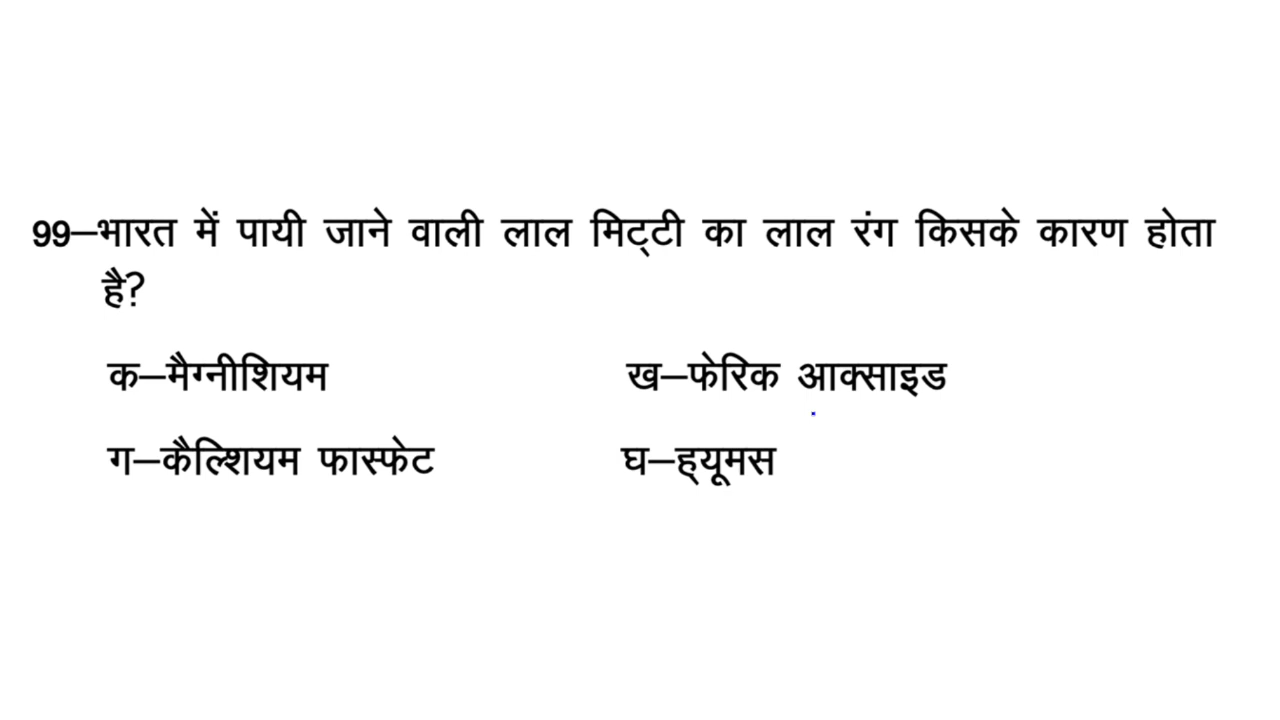 99–भारत में पायी जाने वाली लाल मिट्टी का लाल रंग किसके कारण होता
है?
क–मैग्नीशियम ख–फेरिक आक्साइड
ग–कैल्शियम फास्फेट घ–ह्यूमस